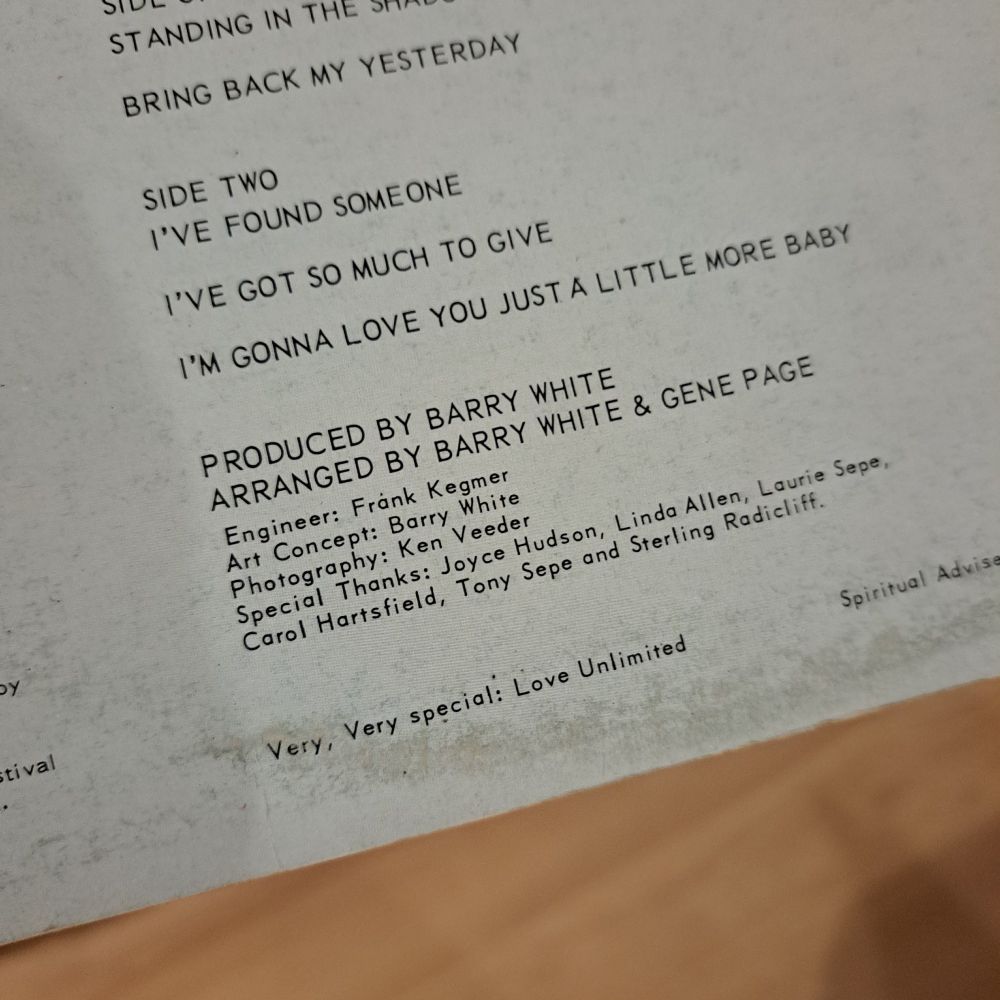 STANDING IN THE
BRING BACK MY YESTERDAY
SIDE TWO
I'VE FOUND SOMEONE
I'VE GOT SO MUCH TO GIVE
I'M GONNA LOVE YOU JUST A LITTLE MORE BABY
PRODUCED BY BARRY WHITE
ARRANGED BY BARRY WHITE & GENE PAGE
Engineer: Frank Kegmer
Art Concept: Barry White
Photography: Ken Veeder
Special Thanks: Joyce Hudson, Linda Allen, Laurie Sepe,
Carol Hartsfield, Tony Sepe and Sterling Radicliff.
Spiritual Advise
Very, Very special: Love Unlimited